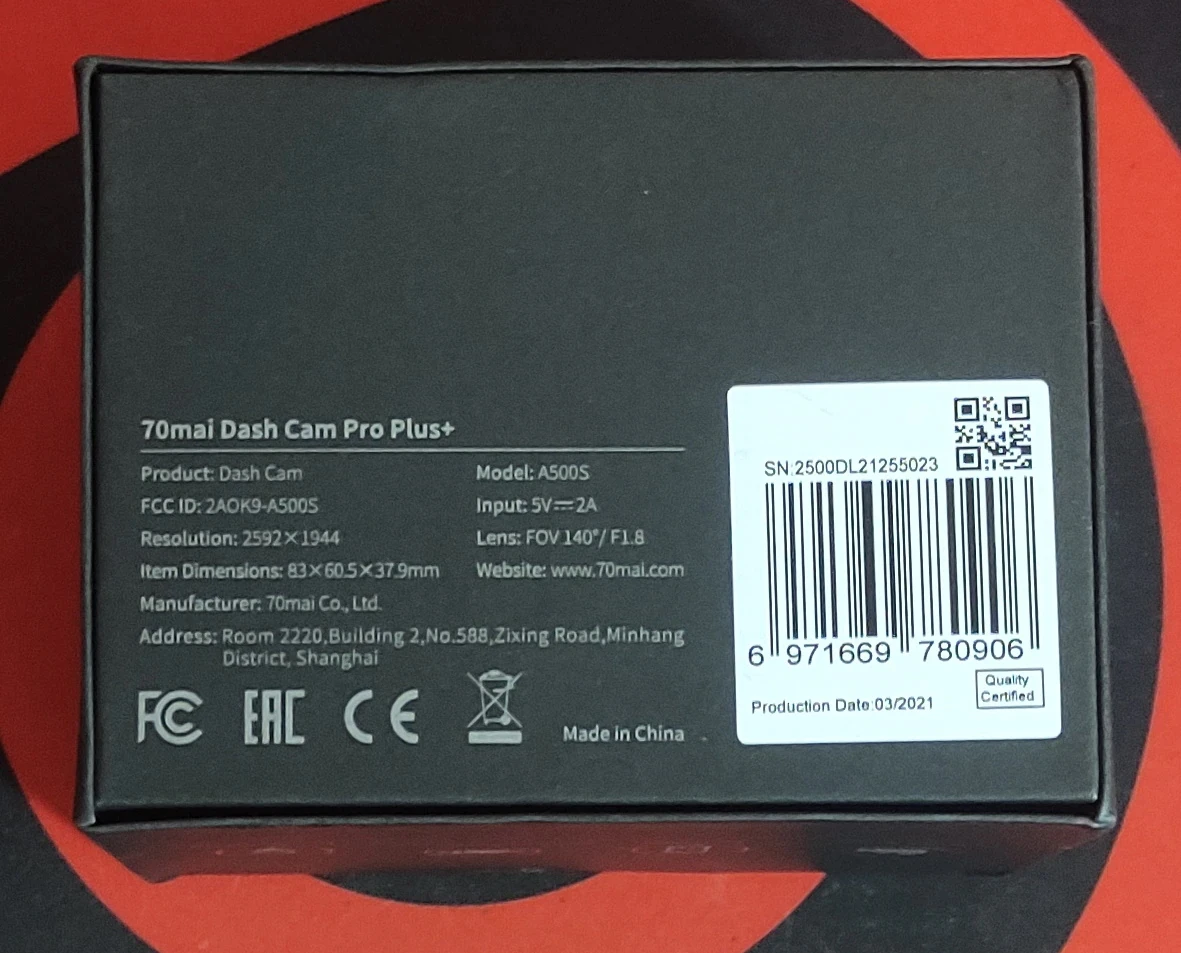 70mai Dash Cam Pro Plus+
Product: Dash Cam
Model: A500S
FCC ID: 2AOK9-A500S
Input: 5V⎓2A
Resolution: 2592×1944
Lens: FOV 140°/ F1.8
Item Dimensions: 83×60.5×37.9mm
Website: www.70mai.com
Manufacturer: 70mai Co., Ltd.
Address: Room 2220,Building 2,No.588,Zixing Road,Minhang
District, Shanghai
FC EAC CE
Made in China
SN:2500DL21255023
6 971669 780906
Quality
Certified
Production Date:03/2021